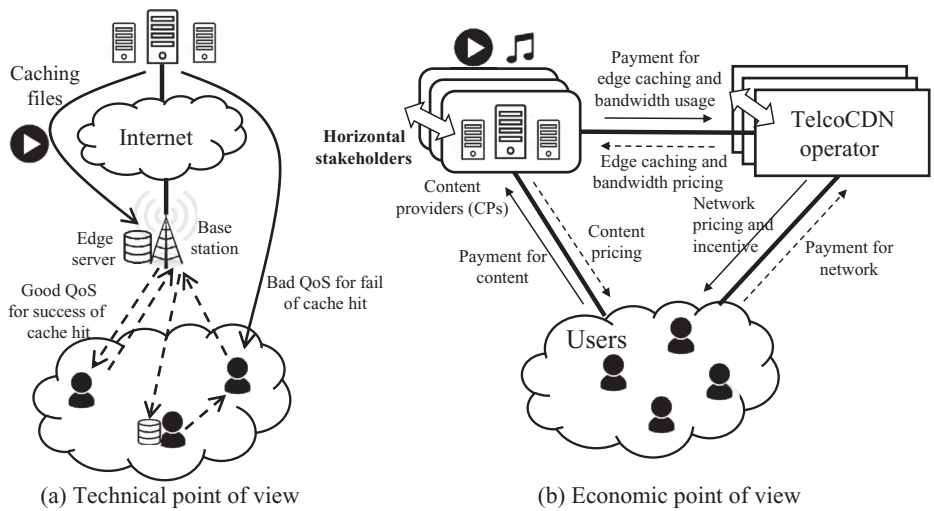 Caching
files
Internet
Edge
server
Base
station
Good QoS
for success of
cache hit
Bad QoS for fail
of cache hit
(a) Technical point of view
Payment for
edge caching and
bandwidth usage
TelcoCDN
operator
Horizontal
stakeholders
Edge caching and
bandwidth pricing
Content
providers (CPs)
Network
pricing and
incentive
Content
pricing
Payment for
content
Payment for
network
Users
(b) Economic point of view